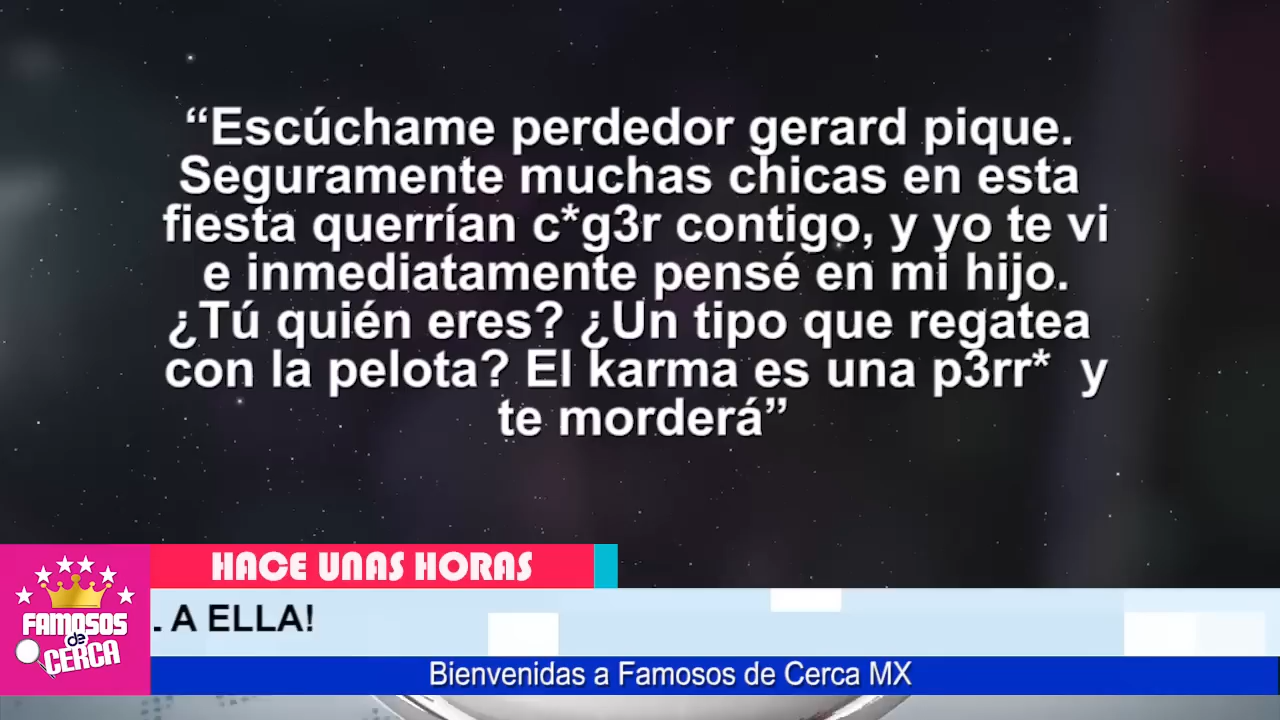 “Escúchame perdedor gerard pique.
Seguramente muchas chicas en esta
fiesta querrían c*g3r contigo, y yo te vi
e inmediatamente pensé en mi hijo.
¿Tú quién eres? ¿Un tipo que regatea
con la pelota? El karma es una p3rr* y
te morderá”
HACE UNAS HORAS
. A ELLA!
FAMOSOS
de
CERCA
Bienvenidas a Famosos de Cerca MX